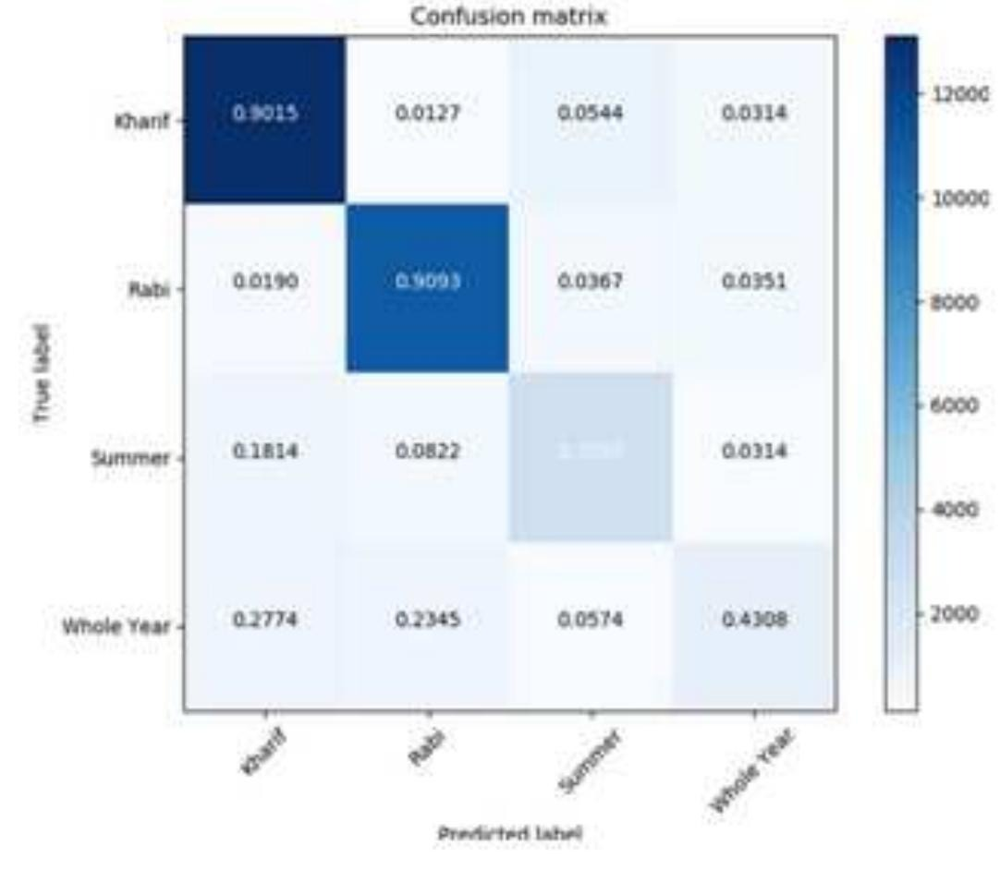 Confusion matrix
Kharif 0.9015 0.0127 0.0544 0.0314
Rabi 0.0190 0.9093 0.0367 0.0351
Summer 0.1814 0.0822 0.0314
Whole Year 0.2774 0.2345 0.0574 0.4308
True label
Kharif Rabi Summer Whole Year
Predicted label
12000
10000
8000
6000
4000
2000